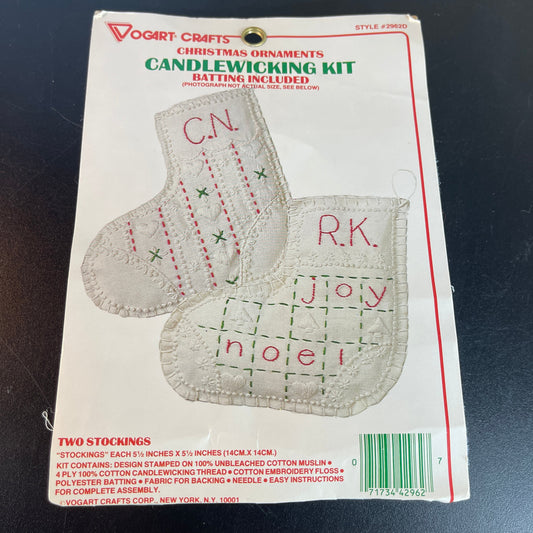 VOGART CRAFTS
STYLE #2962D
CHRISTMAS ORNAMENTS
CANDLEWICKING KIT
BATTING INCLUDED
(PHOTOGRAPH NOT ACTUAL SIZE, SEE BELOW)
C.N.
R.K.
joy
noel
TWO STOCKINGS
"STOCKINGS" EACH 5½ INCHES X 5½ INCHES (14CM. X 14CM.)
KIT CONTAINS: DESIGN STAMPED ON 100% UNBLEACHED COTTON MUSLIN •
4 PLY 100% COTTON CANDLEWICKING THREAD • COTTON EMBROIDERY FLOSS •
POLYESTER BATTING • FABRIC FOR BACKING • NEEDLE • EASY INSTRUCTIONS
FOR COMPLETE ASSEMBLY.
©VOGART CRAFTS CORP., NEW YORK, N.Y. 10001
0 7
71734 42962